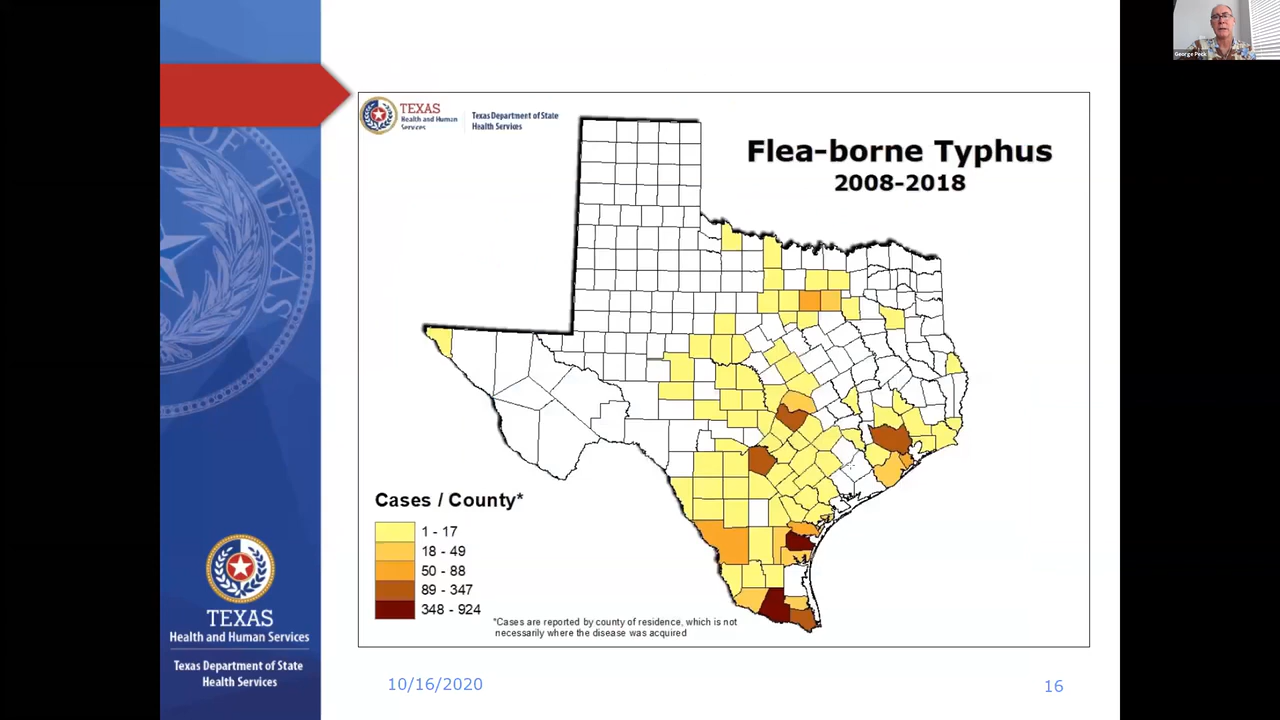 George Peck
TEXAS
Health and Human
Services
Texas Department of State
Health Services
Flea-borne Typhus
2008-2018
Cases / County*
1 - 17
18 - 49
50 - 88
89 - 347
348 - 924
*Cases are reported by county of residence, which is not
necessarily where the disease was acquired
TEXAS
Health and Human Services
Texas Department of State
Health Services
10/16/2020
16